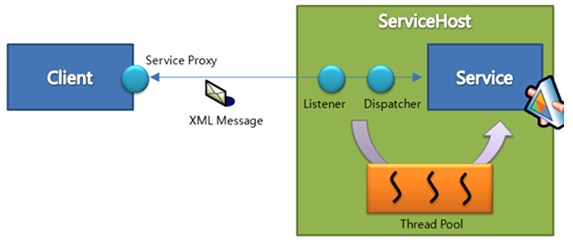 ServiceHost
Client
Service Proxy
XML Message
Listener
Dispatcher
Service
Thread Pool